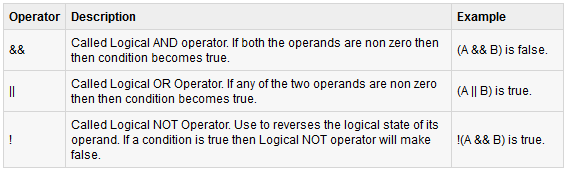 Operator Description Example
&& Called Logical AND operator. If both the operands are non zero then (A && B) is false.
then condition becomes true.
|| Called Logical OR Operator. If any of the two operands are non zero (A || B) is true.
then then condition becomes true.
! Called Logical NOT Operator. Use to reverses the logical state of its !(A && B) is true.
operand. If a condition is true then Logical NOT operator will make
false.